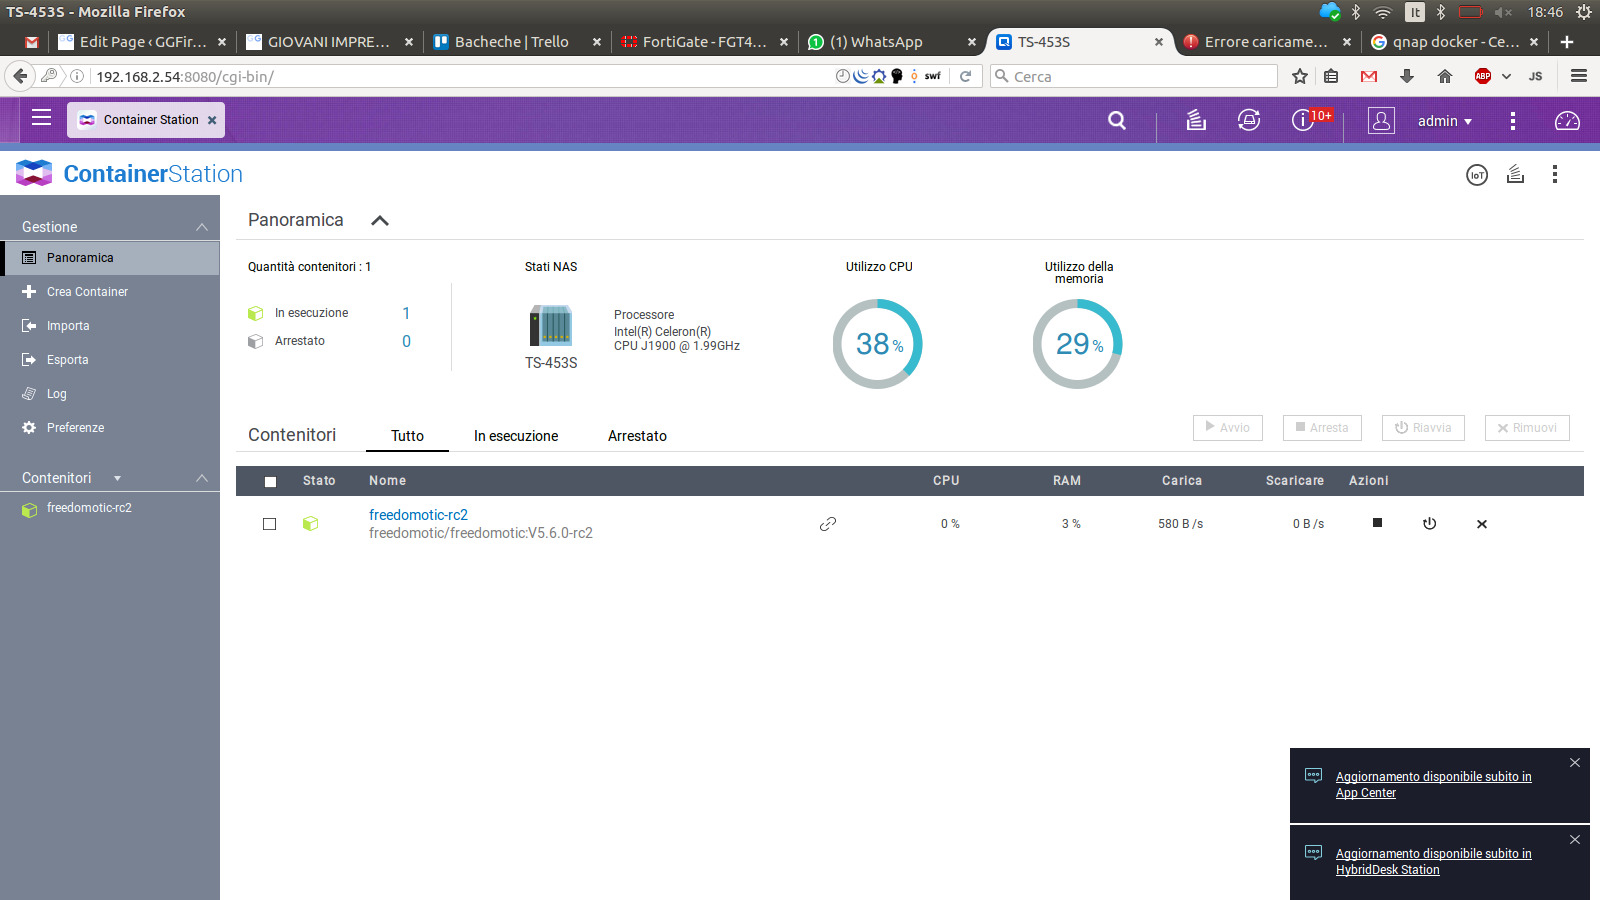 TS-453S - Mozilla Firefox
It
18:46
Edit Page ‹ GGFir...
GIOVANI IMPRE...
Bacheche | Trello
FortiGate - FGT4...
(1) WhatsApp
TS-453S
Errore caricame...
qnap docker - Ce...
192.168.2.54:8080/cgi-bin/
swf
Cerca
ABP
JS
Container Station
10+
admin
ContainerStation
IoT
Gestione
Panoramica
Crea Container
Importa
Esporta
Log
Preferenze
Contenitori
freedomotic-rc2
Panoramica
Quantità contenitori : 1
In esecuzione 1
Arrestato 0
Stati NAS
TS-453S
Processore
Intel(R) Celeron(R)
CPU J1900 @ 1.99GHz
Utilizzo CPU
38 %
Utilizzo della
memoria
29 %
Contenitori
Tutto
In esecuzione
Arrestato
Avvio
Arresta
Riavvia
Rimuovi
Stato Nome CPU RAM Carica Scaricare Azioni
freedomotic-rc2
freedomotic/freedomotic:V5.6.0-rc2
0 % 3 % 580 B /s 0 B /s
Aggiornamento disponibile subito in
App Center
Aggiornamento disponibile subito in
HybridDesk Station